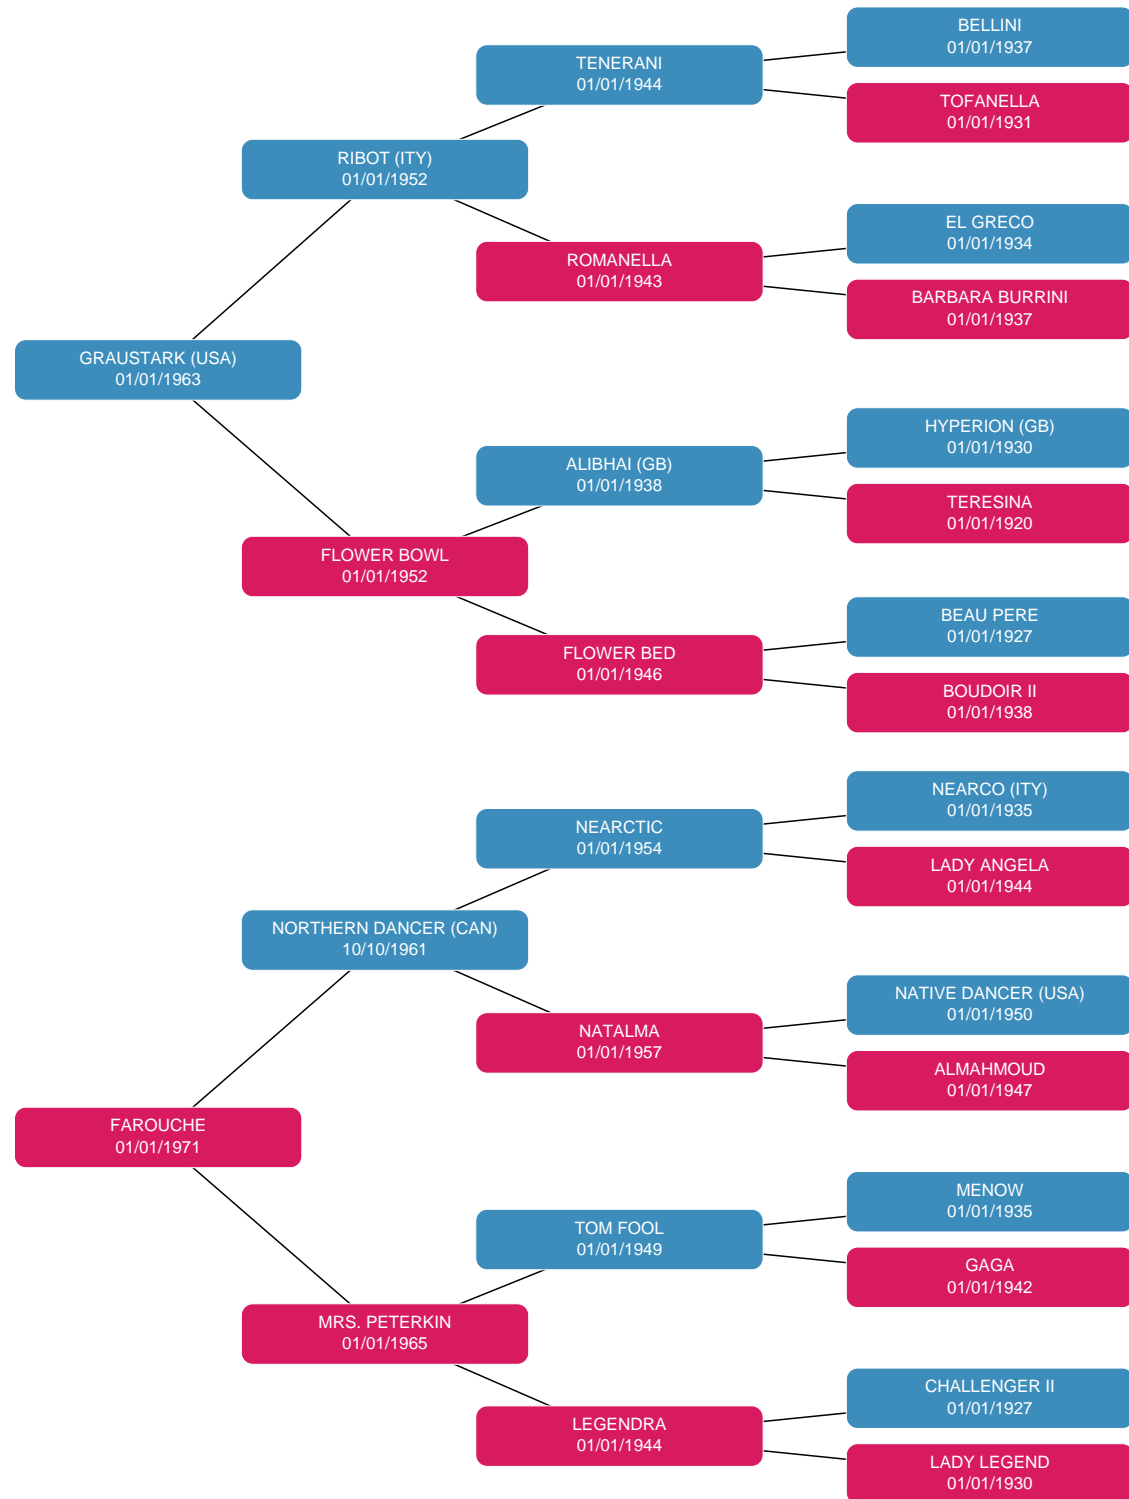 BELLINI
01/01/1937
TENERANI
01/01/1944
TOFANELLA
01/01/1931
RIBOT (ITY)
01/01/1952
EL GRECO
01/01/1934
ROMANELLA
01/01/1943
BARBARA BURRINI
01/01/1937
GRAUSTARK (USA)
01/01/1963
HYPERION (GB)
01/01/1930
ALIBHAI (GB)
01/01/1938
TERESINA
01/01/1920
FLOWER BOWL
01/01/1952
BEAU PERE
01/01/1927
FLOWER BED
01/01/1946
BOUDOIR II
01/01/1938
NEARCO (ITY)
01/01/1935
NEARCTIC
01/01/1954
LADY ANGELA
01/01/1944
NORTHERN DANCER (CAN)
10/10/1961
NATIVE DANCER (USA)
01/01/1950
NATALMA
01/01/1957
ALMAHMOUD
01/01/1947
FAROUCHE
01/01/1971
MENOW
01/01/1935
TOM FOOL
01/01/1949
GAGA
01/01/1942
MRS. PETERKIN
01/01/1965
CHALLENGER II
01/01/1927
LEGENDRA
01/01/1944
LADY LEGEND
01/01/1930